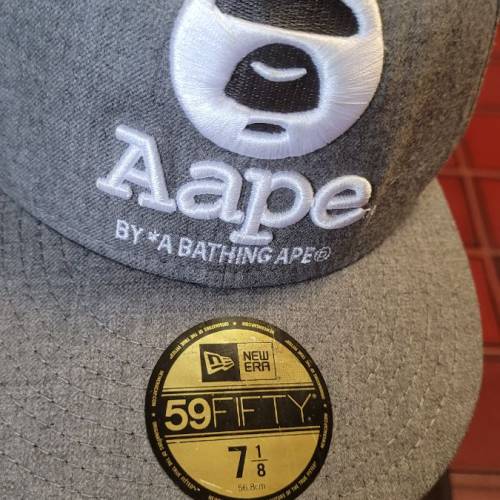 Aape
BY *A BATHING APE®
NEW ERA
59FIFTY
7 1/8
56.8cm